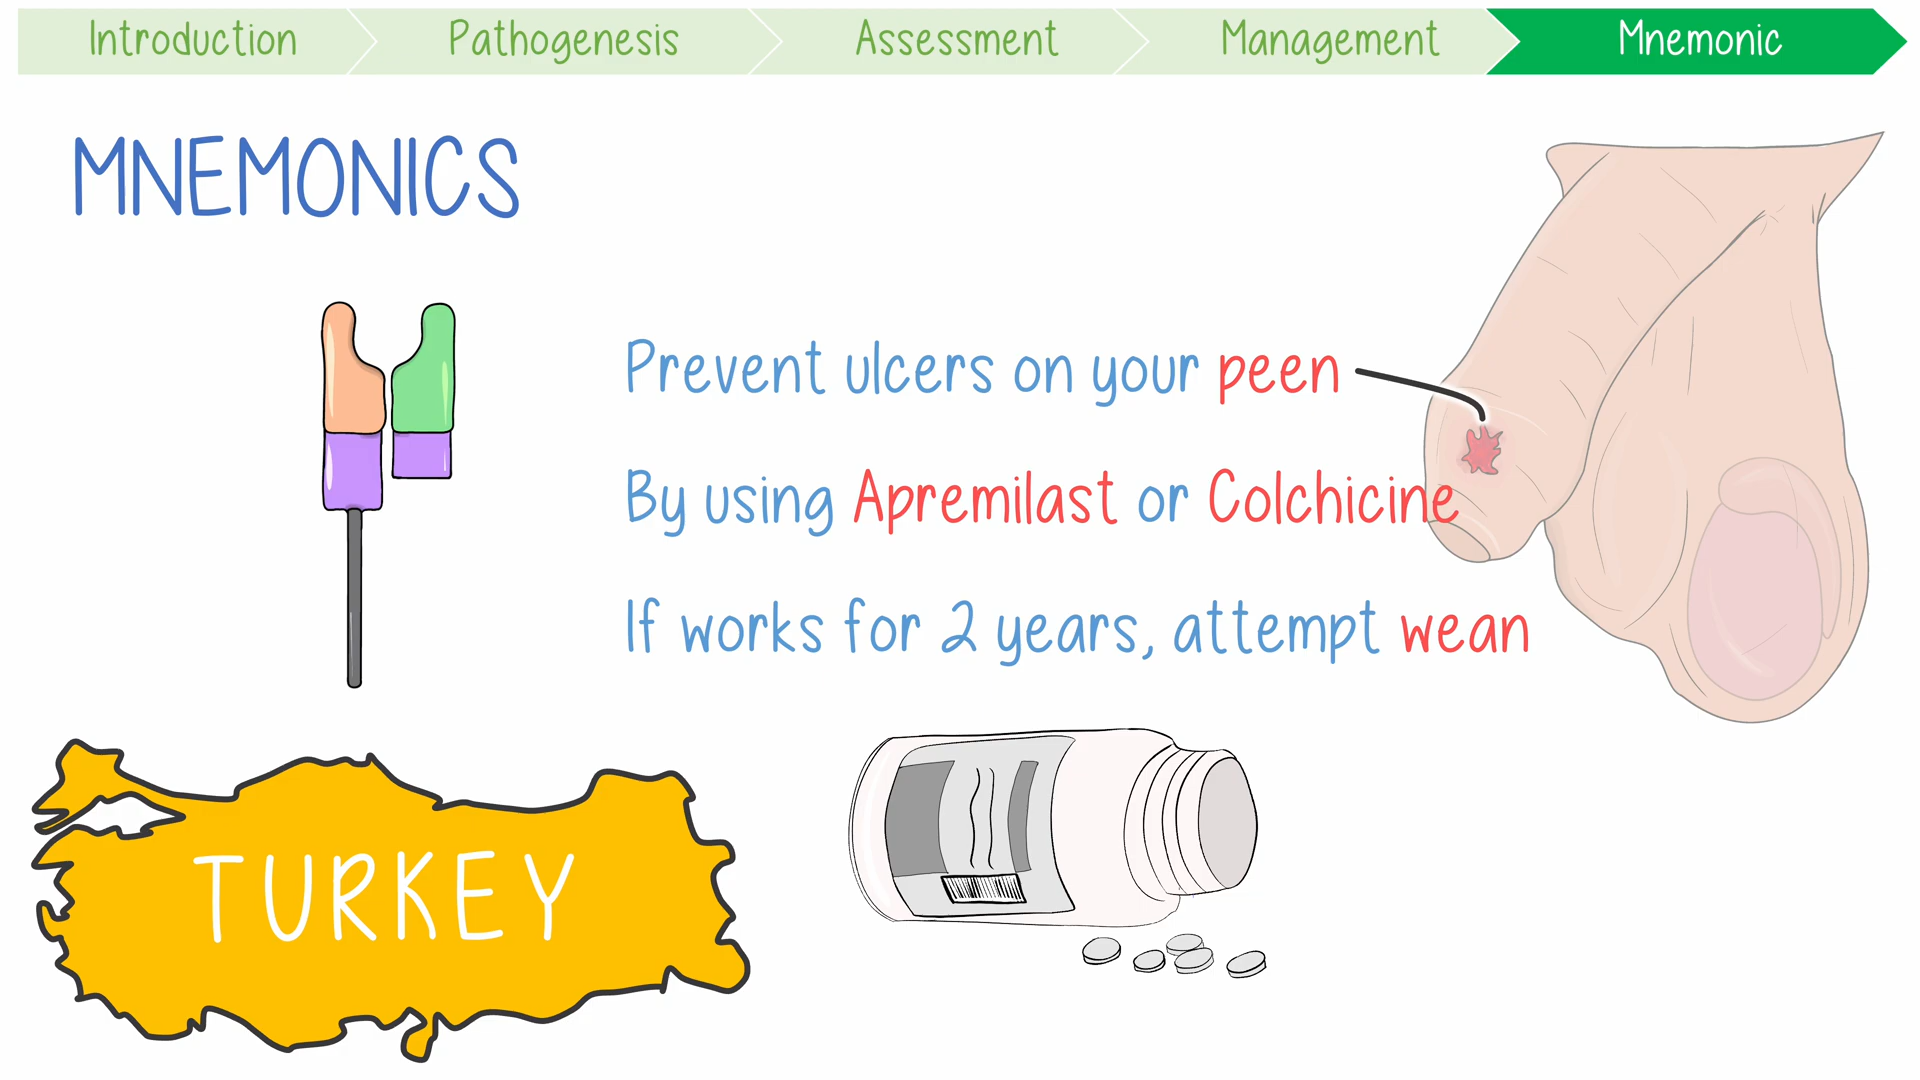 Introduction
Pathogenesis
Assessment
Management
Mnemonic
MNEMONICS
Prevent ulcers on your peen
By using Apremilast or Colchicine
If works for 2 years, attempt wean
TURKEY